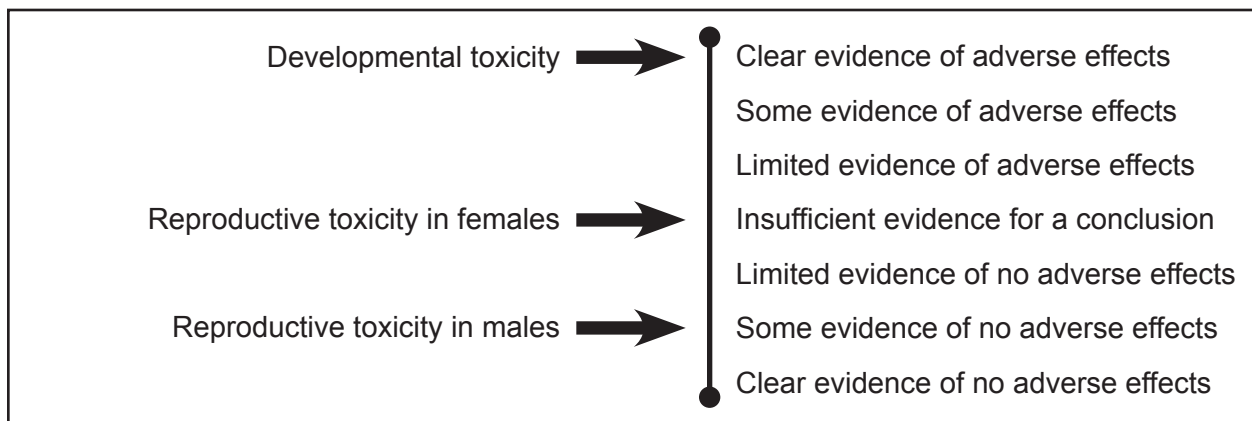 Developmental toxicity Clear evidence of adverse effects
Some evidence of adverse effects
Limited evidence of adverse effects
Reproductive toxicity in females Insufficient evidence for a conclusion
Limited evidence of no adverse effects
Reproductive toxicity in males Some evidence of no adverse effects
Clear evidence of no adverse effects